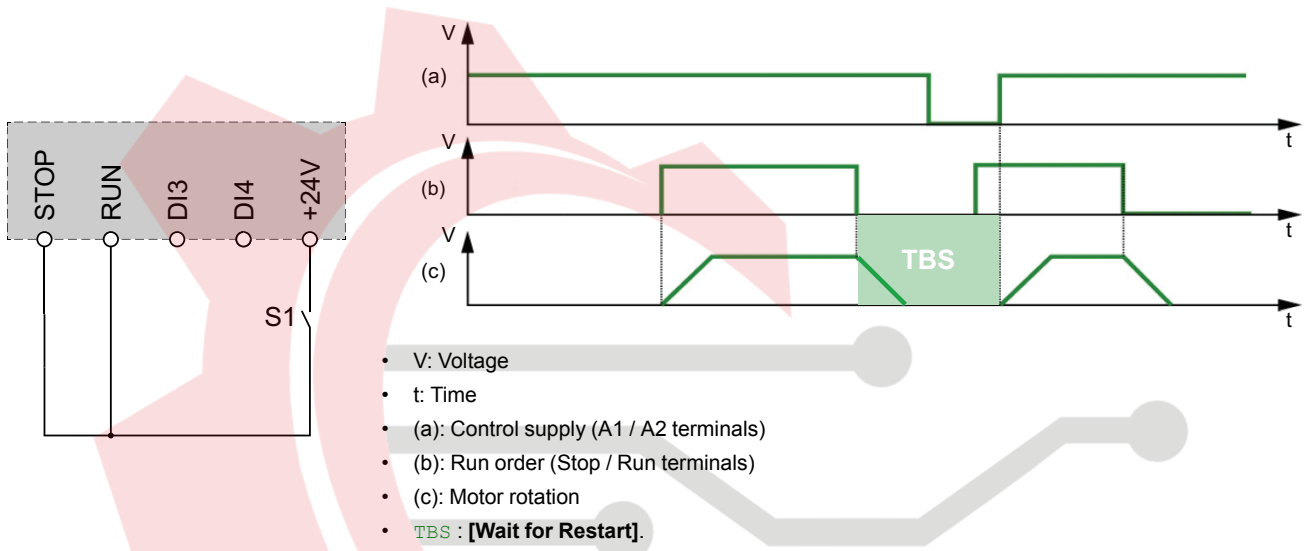 STOP
RUN
DI3
DI4
+24V
S1
V
(a)
t
V
(b)
t
V
(c)
TBS
t
• V: Voltage
• t: Time
• (a): Control supply (A1 / A2 terminals)
• (b): Run order (Stop / Run terminals)
• (c): Motor rotation
• TBS : [Wait for Restart].